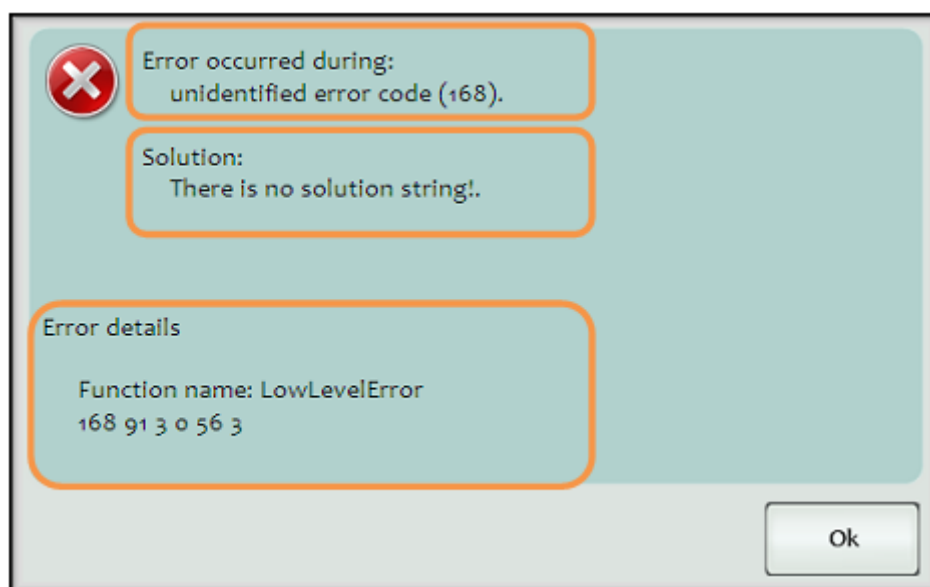 Error occurred during:
unidentified error code (168).
Solution:
There is no solution string!.
Error details
Function name: LowLevelError
168 91 3 0 56 3
Ok